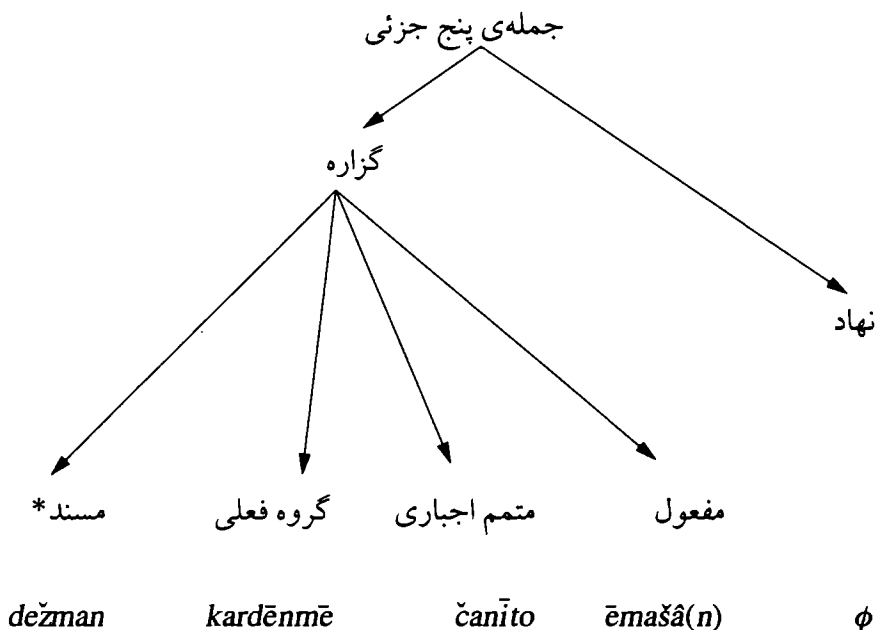 جمله‌ی پنج جزئی
گزاره
نهاد
مفعول متمم اجباری گروه فعلی مسند*
dežman kardēnmē čanīto ēmašâ(n) ϕ